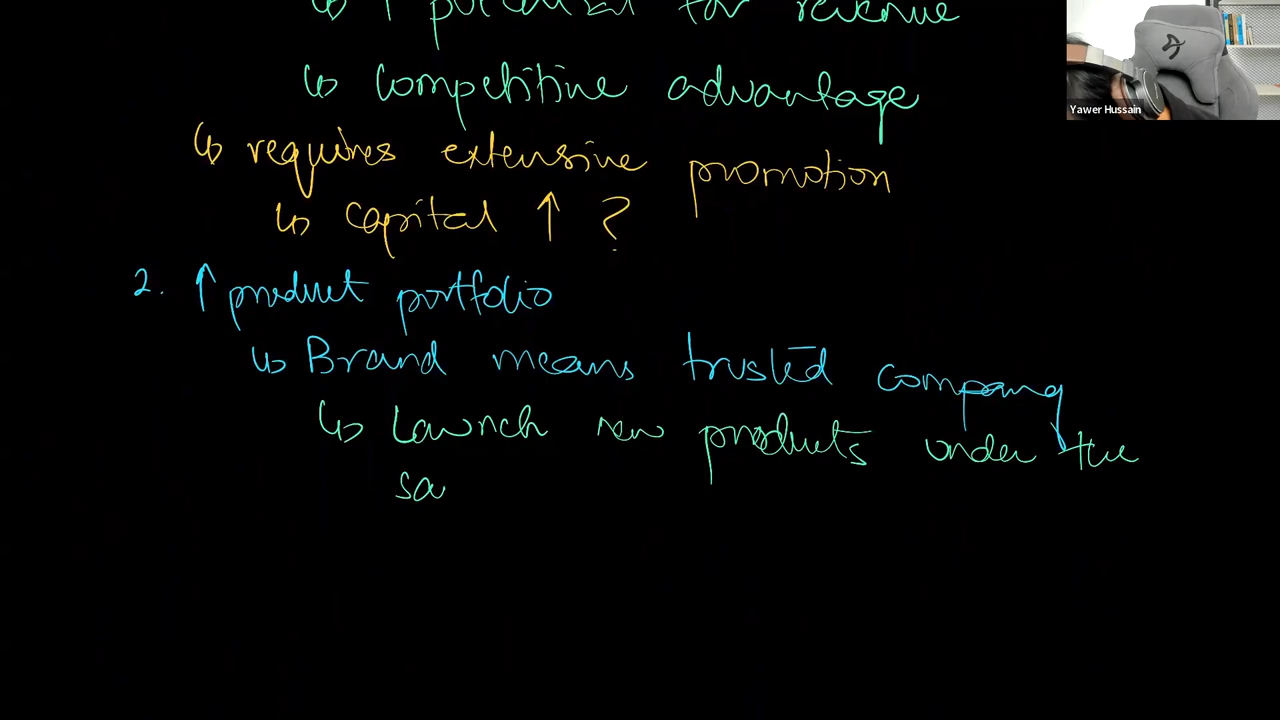 ↳ ↑ potential for revenue
↳ competitive advantage
Yawer Hussain
↳ requires extensive promotion
↳ capital ↑ ?
2. ↑ product portfolio
↳ Brand means trusted company
↳ Launch new products under the
sa